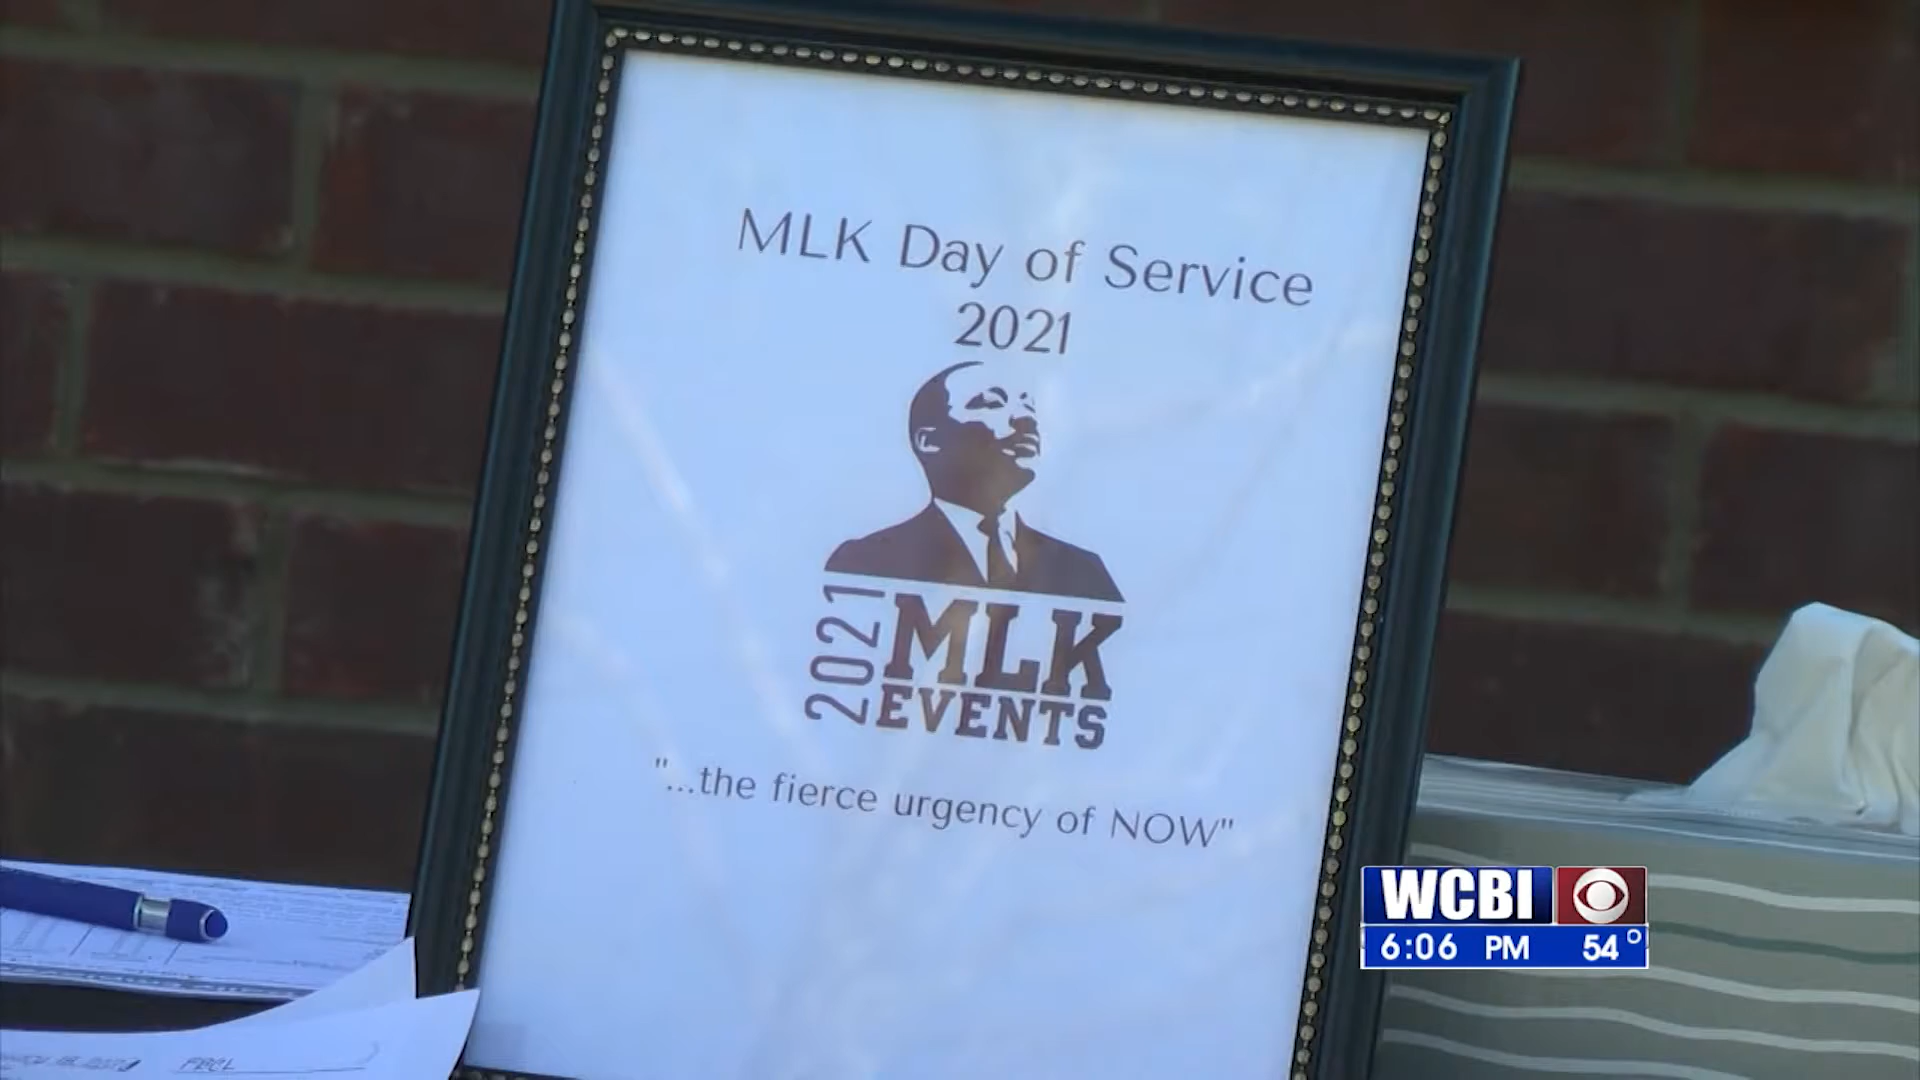 MLK Day of Service
2021
2021
MLK
EVENTS
"...the fierce urgency of NOW"
WCBI
6:06 PM 54°